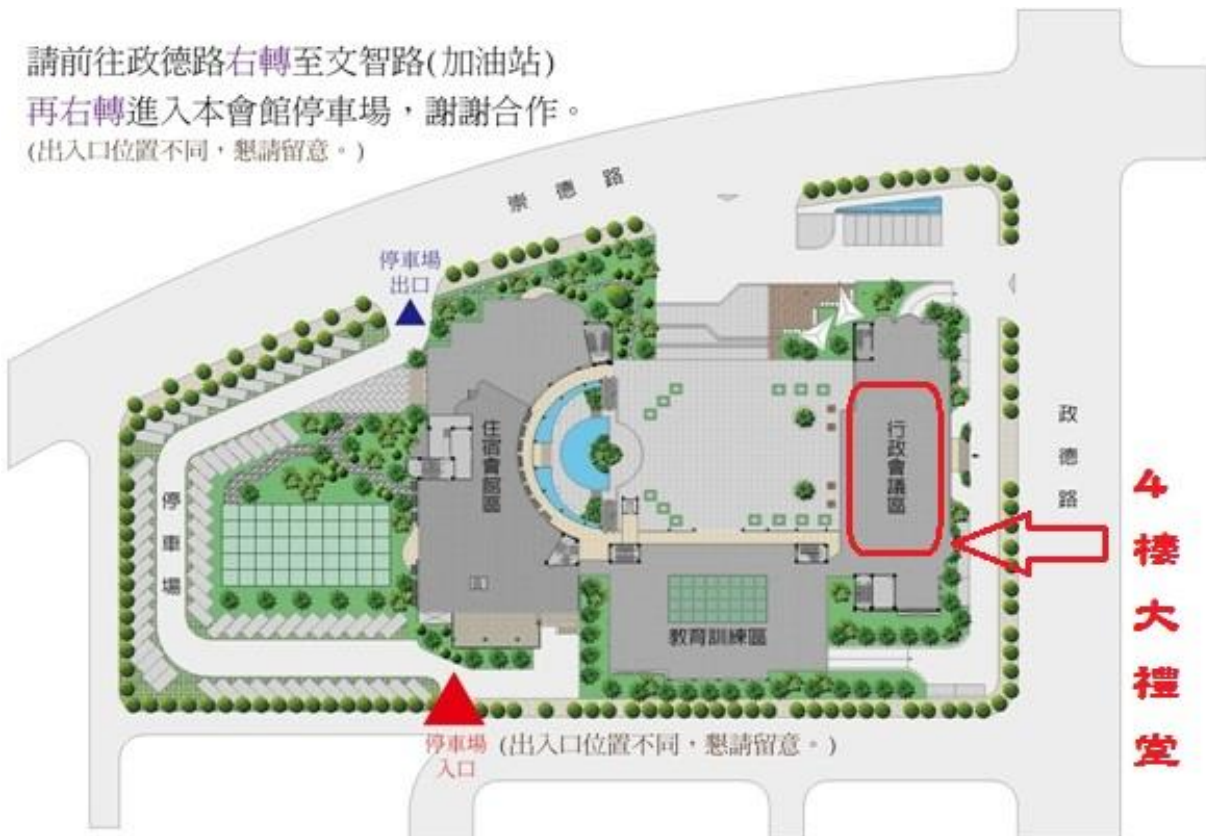 請前往政德路右轉至文智路(加油站)
再右轉進入本會館停車場，謝謝合作。
(出入口位置不同，懇請留意。)
崇德路
停車場
出口
住宿會館區
行政會議區
政德路
停車場
教育訓練區
4樓大禮堂
停車場
入口
(出入口位置不同，懇請留意。)